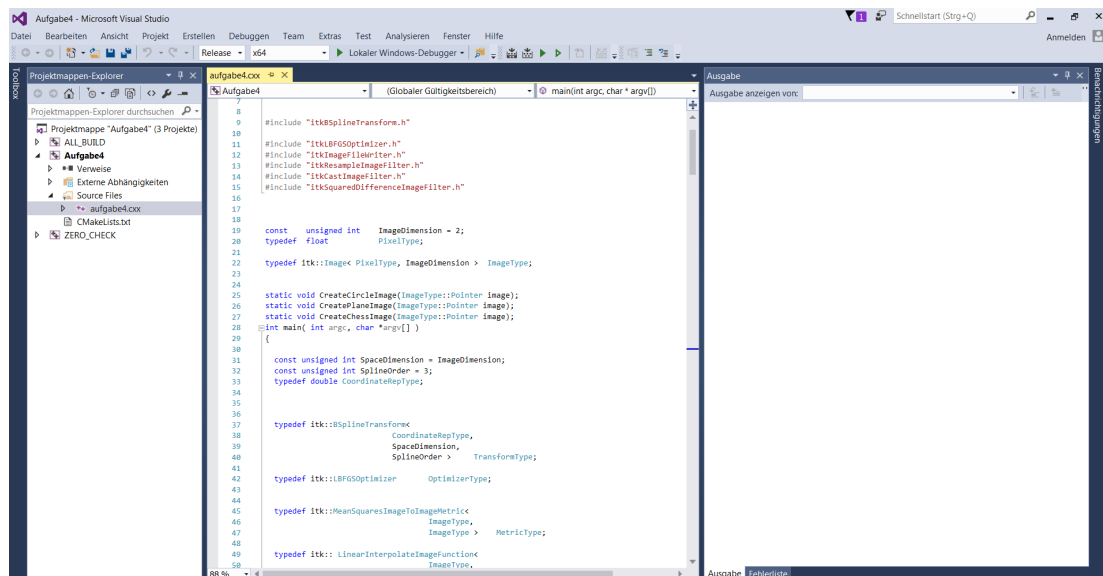 Aufgabe4 - Microsoft Visual Studio
1
Schnellstart (Strg+Q)
Datei Bearbeiten Ansicht Projekt Erstellen Debuggen Team Extras Test Analysieren Fenster Hilfe
Anmelden
Release x64 Lokaler Windows-Debugger
Toolbox
Projektmappen-Explorer
Projektmappen-Explorer durchsuchen
Projektmappe "Aufgabe4" (3 Projekte)
ALL_BUILD
Aufgabe4
Verweise
Externe Abhängigkeiten
Source Files
aufgabe4.cxx
CMakeLists.txt
ZERO_CHECK
aufgabe4.cxx
Aufgabe4 (Globaler Gültigkeitsbereich) main(int argc, char * argv[])
7
8
9 #include "itkBSplineTransform.h"
10
11 #include "itkLBFGSOptimizer.h"
12 #include "itkImageFileWriter.h"
13 #include "itkResampleImageFilter.h"
14 #include "itkCastImageFilter.h"
15 #include "itkSquaredDifferenceImageFilter.h"
16
17
18
19 const unsigned int ImageDimension = 2;
20 typedef float PixelType;
21
22 typedef itk::Image< PixelType, ImageDimension > ImageType;
23
24
25 static void CreateCircleImage(ImageType::Pointer image);
26 static void CreatePlaneImage(ImageType::Pointer image);
27 static void CreateChessImage(ImageType::Pointer image);
28 int main( int argc, char *argv[] )
29 {
30
31 const unsigned int SpaceDimension = ImageDimension;
32 const unsigned int SplineOrder = 3;
33 typedef double CoordinateRepType;
34
35
36
37 typedef itk::BSplineTransform<
38 CoordinateRepType,
39 SpaceDimension,
40 SplineOrder > TransformType;
41
42 typedef itk::LBFGSOptimizer OptimizerType;
43
44
45 typedef itk::MeanSquaresImageToImageMetric<
46 ImageType,
47 ImageType > MetricType;
48
49 typedef itk:: LinearInterpolateImageFunction<
50 ImageType,
88 %
Ausgabe
Ausgabe anzeigen von:
Ausgabe Fehlerliste
Benachrichtigungen